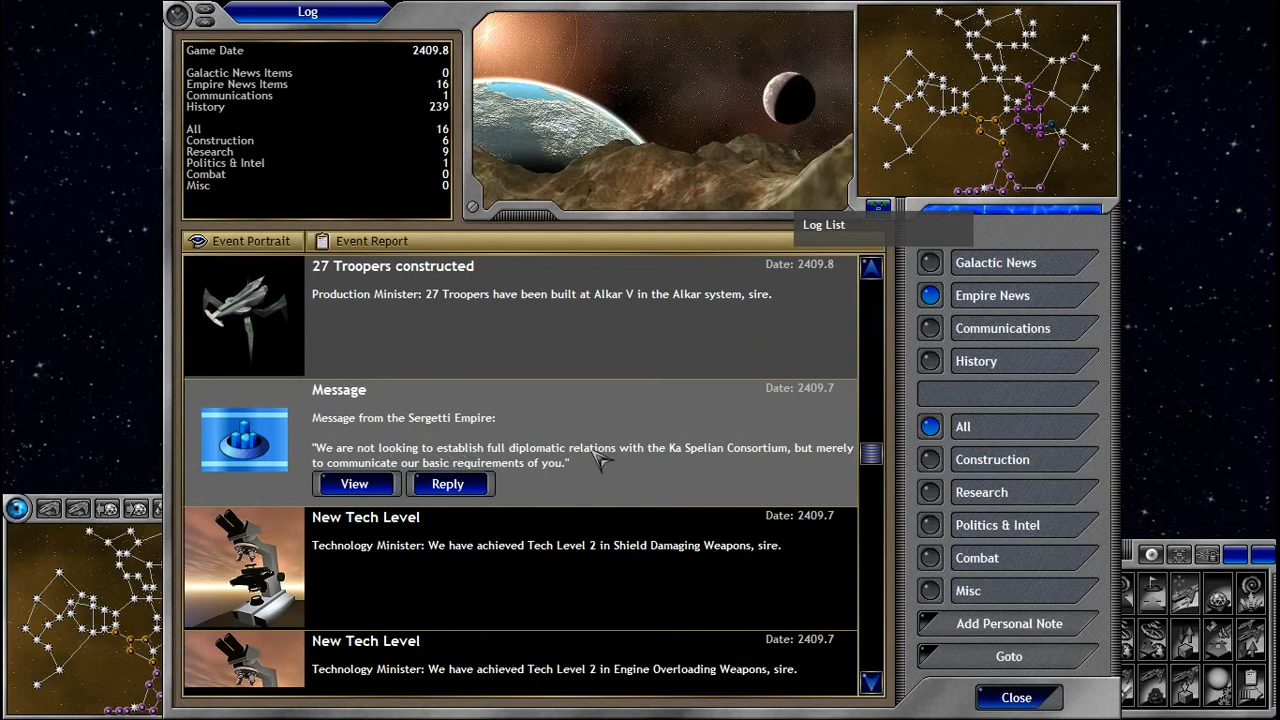 Log
Game Date 2409.8
Galactic News Items 0
Empire News Items 16
Communications 1
History 239
All 16
Construction 6
Research 9
Politics & Intel 1
Combat 0
Misc 0
Event Portrait Event Report
Log List
27 Troopers constructed Date: 2409.8
Production Minister: 27 Troopers have been built at Alkar V in the Alkar system, sire.
Message Date: 2409.7
Message from the Sergetti Empire:
"We are not looking to establish full diplomatic relations with the Ka Spelian Consortium, but merely
to communicate our basic requirements of you."
View Reply
New Tech Level Date: 2409.7
Technology Minister: We have achieved Tech Level 2 in Shield Damaging Weapons, sire.
New Tech Level Date: 2409.7
Technology Minister: We have achieved Tech Level 2 in Engine Overloading Weapons, sire.
Galactic News
Empire News
Communications
History
All
Construction
Research
Politics & Intel
Combat
Misc
Add Personal Note
Goto
Close